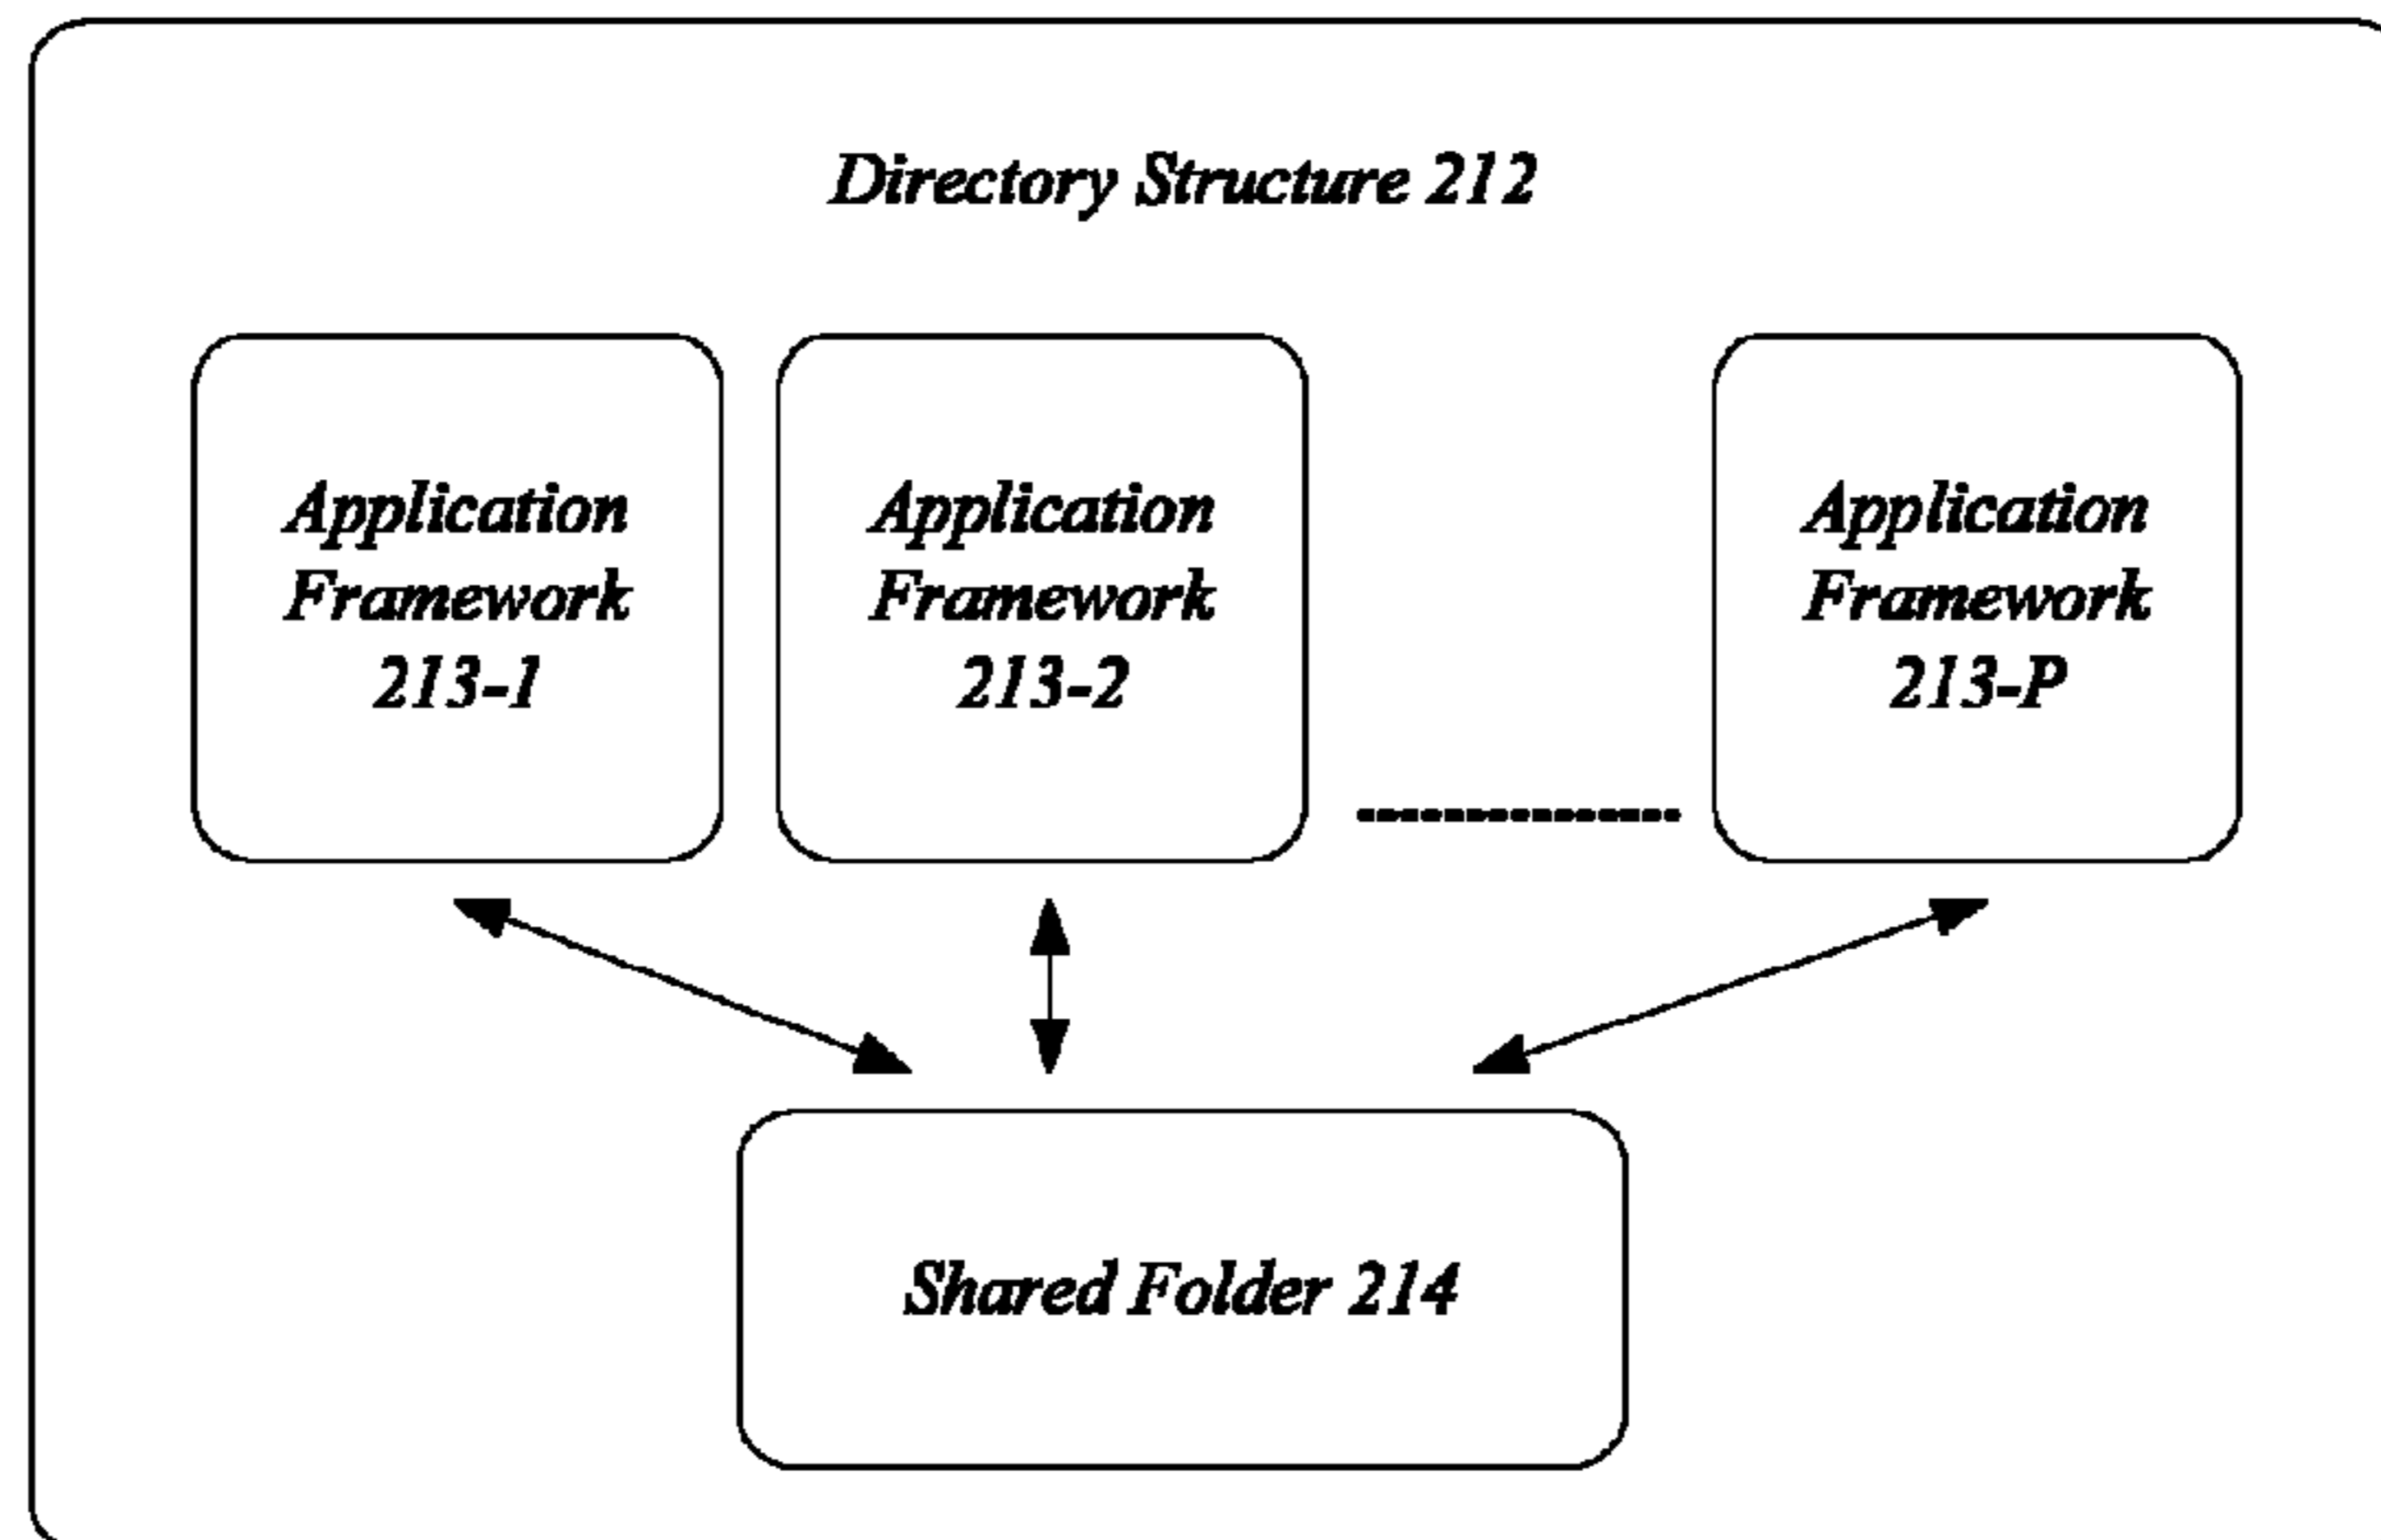 Directory Structure 212
Application
Framework
213-1
Application
Framework
213-2
Application
Framework
213-P
Shared Folder 214